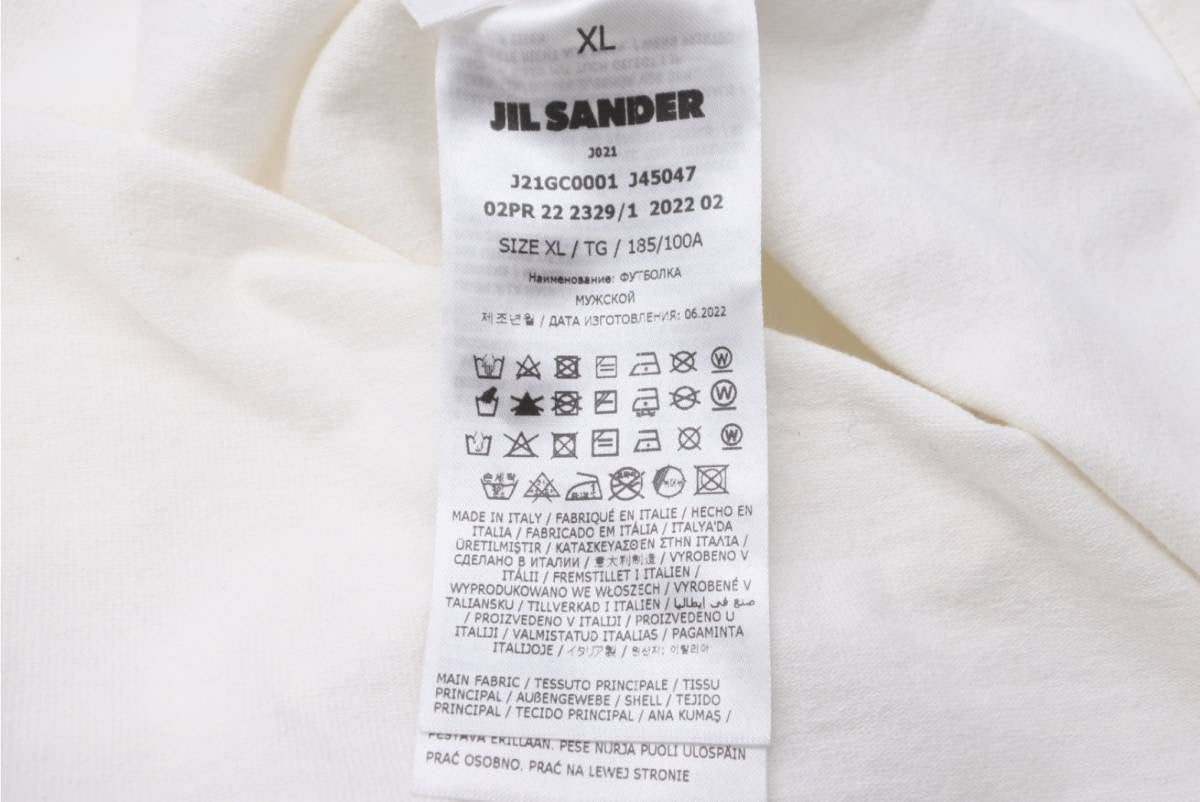 XL
JIL SANDER
J021
J21GC0001 J45047
02PR 22 2329/1 2022 02
SIZE XL / TG / 185/100A
Наименование: ФУТБОЛКА
МУЖСКОЙ
제조년월 / ДАТА ИЗГОТОВЛЕНИЯ: 06.2022
W
W
W
손세탁
MADE IN ITALY / FABRIQUÉ EN ITALIE / HECHO EN
ITALIA / FABRICADO EM ITÁLIA / ITALYA'DA
ÜRETILMIŞTIR / ΚΑΤΑΣΚΕΥΑΣΘΕΝ ΣΤΗΝ ΙΤΑΛΙΑ /
СДЕЛАНО В ИТАЛИИ / 意大利制造 / VYROBENO V
ITÁLII / FREMSTILLET I ITALIEN /
WYPRODUKOWANO WE WŁOSZECH / VYROBENÉ V
TALIANSKU / TILLVERKAD I ITALIEN / صنع في ايطاليا
/ PROIZVEDENO V ITALIJI / PROIZVEDENO U
ITALIJI / VALMISTATUD ITAALIAS / PAGAMINTA
ITALIJOJE / イタリア製 / 원산지: 이탈리아
MAIN FABRIC / TESSUTO PRINCIPALE / TISSU
PRINCIPAL / AUßENGEWEBE / SHELL / TEJIDO
PRINCIPAL / TECIDO PRINCIPAL / ANA KUMAŞ /
PESTÄVÄ ERILLÄÄN. PESE NURJA PUOLI ULOSPÄIN
PRAĆ OSOBNO. PRAĆ NA LEWEJ STRONIE